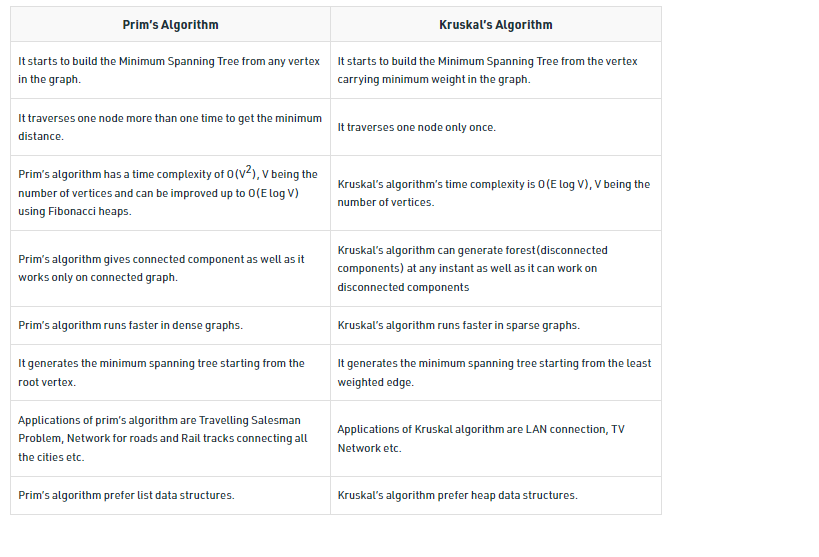 Prim's Algorithm
Kruskal's Algorithm
It starts to build the Minimum Spanning Tree from any vertex
in the graph.
It starts to build the Minimum Spanning Tree from the vertex
carrying minimum weight in the graph.
It traverses one node more than one time to get the minimum
distance.
It traverses one node only once.
Prim's algorithm has a time complexity of O(V²), V being the
number of vertices and can be improved up to O(E log V)
using Fibonacci heaps.
Kruskal's algorithm's time complexity is O(E log V), V being the
number of vertices.
Prim's algorithm gives connected component as well as it
works only on connected graph.
Kruskal's algorithm can generate forest(disconnected
components) at any instant as well as it can work on
disconnected components
Prim's algorithm runs faster in dense graphs.
Kruskal's algorithm runs faster in sparse graphs.
It generates the minimum spanning tree starting from the
root vertex.
It generates the minimum spanning tree starting from the least
weighted edge.
Applications of prim's algorithm are Travelling Salesman
Problem, Network for roads and Rail tracks connecting all
the cities etc.
Applications of Kruskal algorithm are LAN connection, TV
Network etc.
Prim's algorithm prefer list data structures.
Kruskal's algorithm prefer heap data structures.